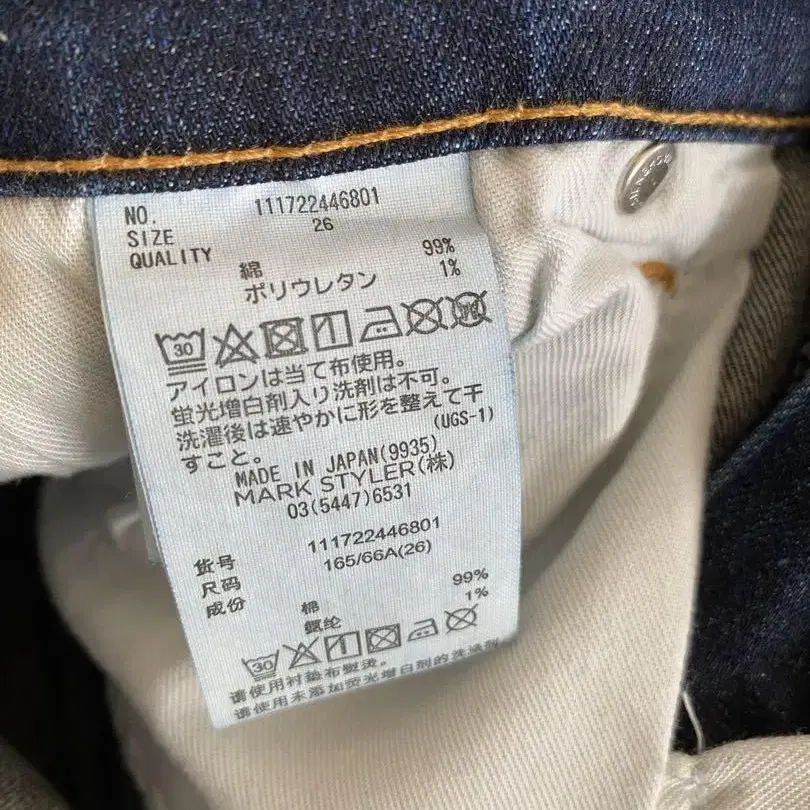 NO. 111722446801
SIZE 26
QUALITY
綿 99%
ポリウレタン 1%
30
アイロンは当て布使用。
蛍光増白剤入り洗剤は不可。
洗濯後は速やかに形を整えて干
すこと。 (UGS-1)
MADE IN JAPAN(9935)
MARK STYLER(株)
03(5447)6531
货号 111722446801
尺码 165/66A(26)
成份
棉 99%
氨纶 1%
30
请使用衬垫布熨烫。
请使用未添加荧光增白剂的洗涤剂